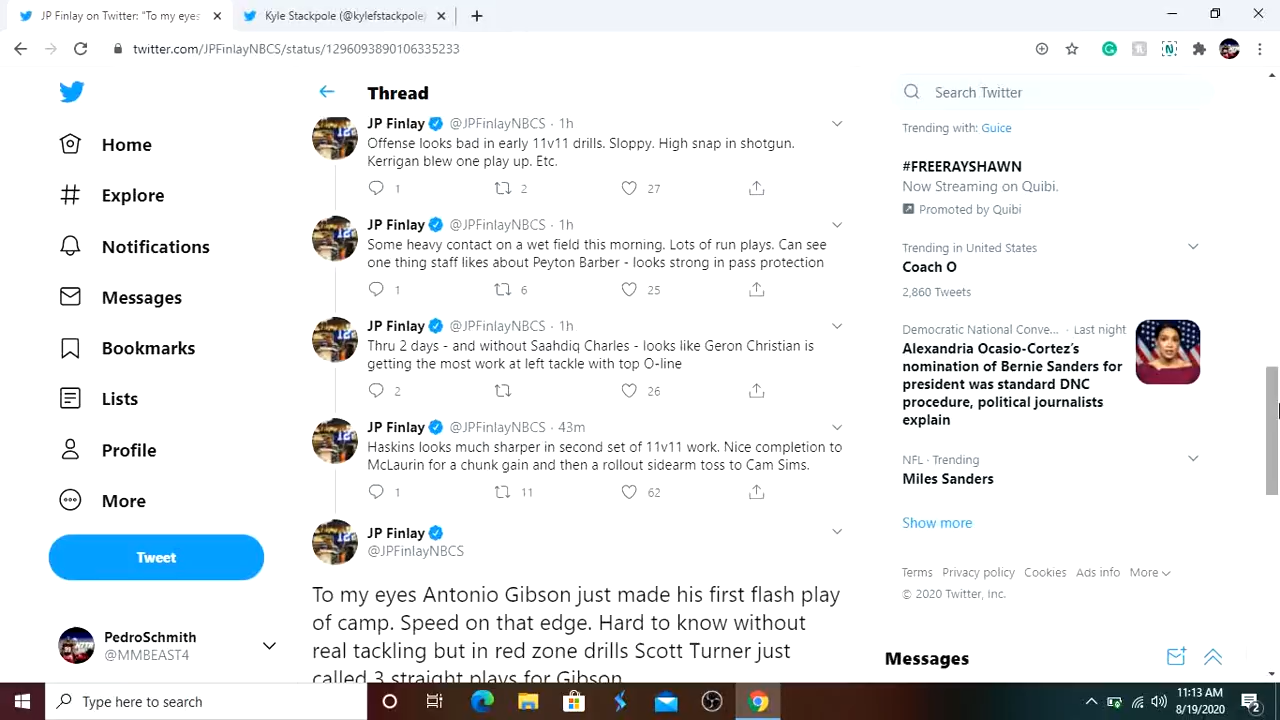 JP Finlay on Twitter: "To my eyes
Kyle Stackpole (@kylefstackpole)
twitter.com/JPFinlayNBCS/status/1296093890106335233
Home
Explore
Notifications
Messages
Bookmarks
Lists
Profile
More
Tweet
PedroSchmith
@MMBEAST4
Thread
JP Finlay @JPFinlayNBCS · 1h
Offense looks bad in early 11v11 drills. Sloppy. High snap in shotgun.
Kerrigan blew one play up. Etc.
1 2 27
JP Finlay @JPFinlayNBCS · 1h
Some heavy contact on a wet field this morning. Lots of run plays. Can see
one thing staff likes about Peyton Barber - looks strong in pass protection
1 6 25
JP Finlay @JPFinlayNBCS · 1h
Thru 2 days - and without Saahdiq Charles - looks like Geron Christian is
getting the most work at left tackle with top O-line
2 26
JP Finlay @JPFinlayNBCS · 43m
Haskins looks much sharper in second set of 11v11 work. Nice completion to
McLaurin for a chunk gain and then a rollout sidearm toss to Cam Sims.
1 11 62
JP Finlay
@JPFinlayNBCS
To my eyes Antonio Gibson just made his first flash play
of camp. Speed on that edge. Hard to know without
real tackling but in red zone drills Scott Turner just
called 3 straight plays for Gibson
Search Twitter
Trending with: Guice
#FREERAYSHAWN
Now Streaming on Quibi.
Promoted by Quibi
Trending in United States
Coach O
2,860 Tweets
Democratic National Conve... · Last night
Alexandria Ocasio-Cortez's
nomination of Bernie Sanders for
president was standard DNC
procedure, political journalists
explain
NFL · Trending
Miles Sanders
Show more
Terms Privacy policy Cookies Ads info More
© 2020 Twitter, Inc.
Messages
Type here to search
11:13 AM
8/19/2020
2